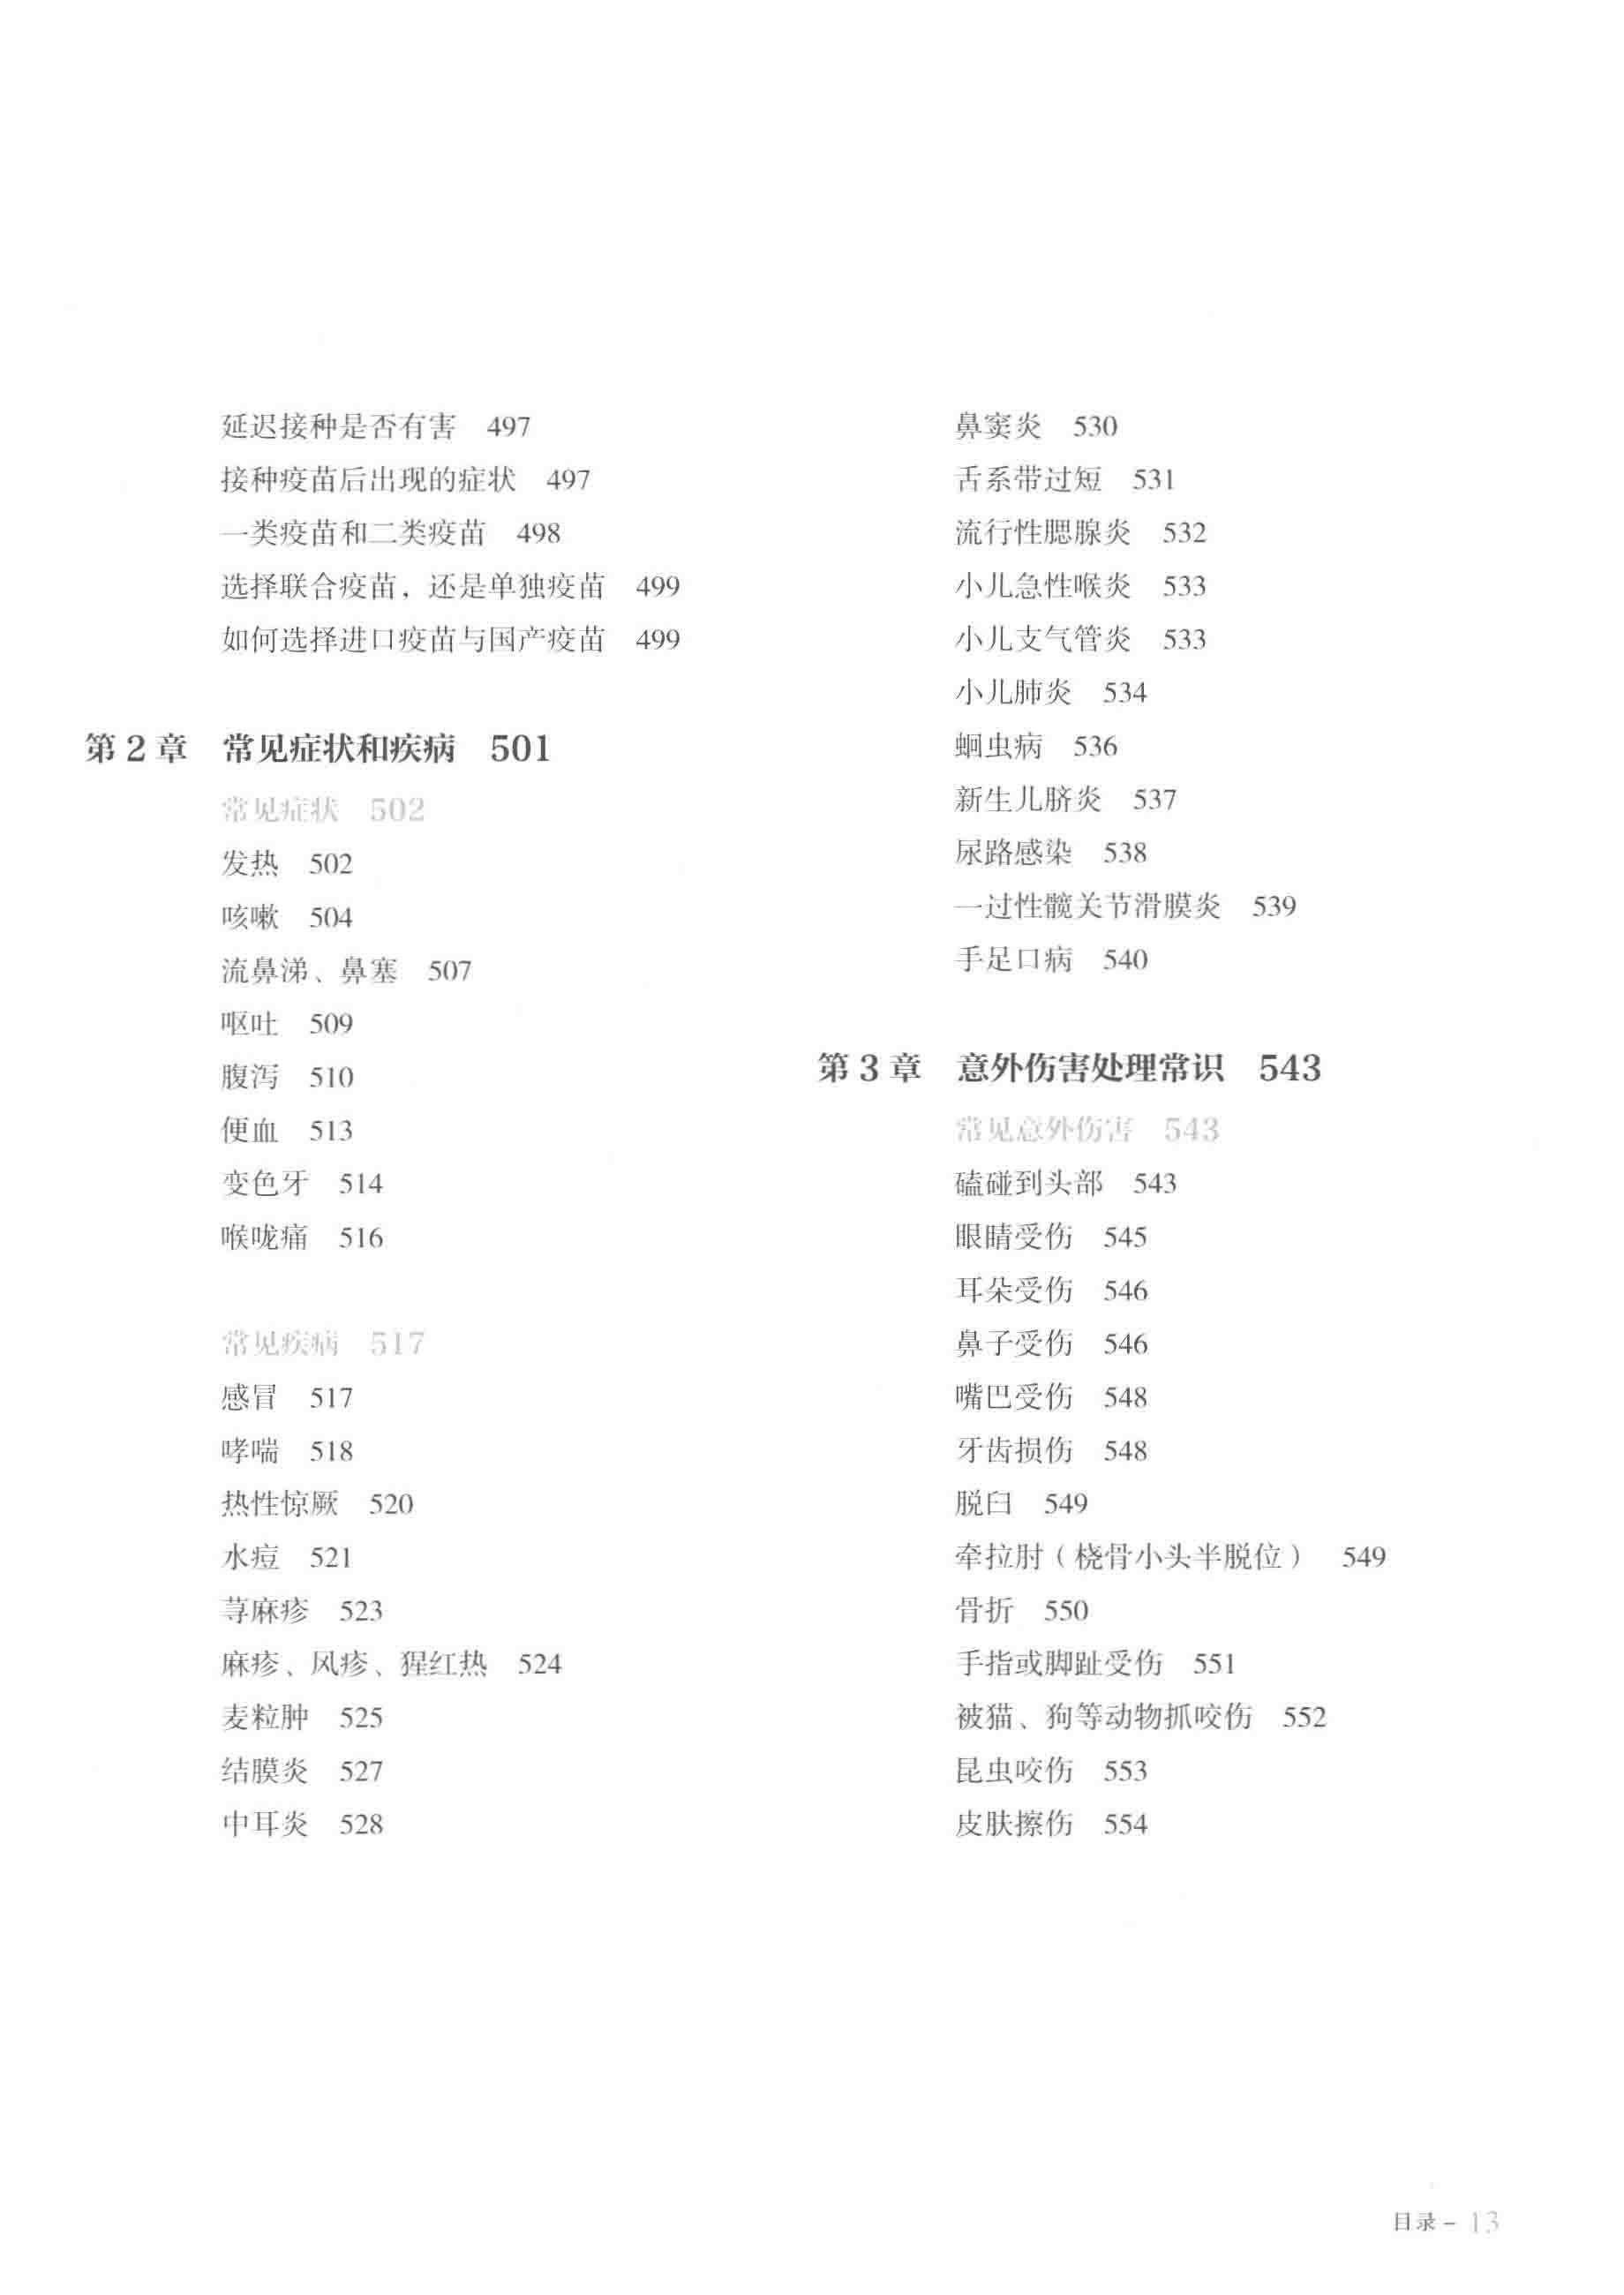 延迟接种是否有害 497
接种疫苗后出现的症状 497
一类疫苗和二类疫苗 498
选择联合疫苗，还是单独疫苗 499
如何选择进口疫苗与国产疫苗 499
第2章 常见症状和疾病 501
常见症状 502
发热 502
咳嗽 504
流鼻涕、鼻塞 507
呕吐 509
腹泻 510
便血 513
变色牙 514
喉咙痛 516
常见疾病 517
感冒 517
哮喘 518
热性惊厥 520
水痘 521
荨麻疹 523
麻疹、风疹、猩红热 524
麦粒肿 525
结膜炎 527
中耳炎 528
鼻窦炎 530
舌系带过短 531
流行性腮腺炎 532
小儿急性喉炎 533
小儿支气管炎 533
小儿肺炎 534
蛔虫病 536
新生儿脐炎 537
尿路感染 538
一过性髋关节滑膜炎 539
手足口病 540
第3章 意外伤害处理常识 543
常见意外伤害 543
磕碰到头部 543
眼睛受伤 545
耳朵受伤 546
鼻子受伤 546
嘴巴受伤 548
牙齿损伤 548
脱臼 549
牵拉肘（桡骨小头半脱位） 549
骨折 550
手指或脚趾受伤 551
被猫、狗等动物抓咬伤 552
昆虫咬伤 553
皮肤擦伤 554
目录 – 13